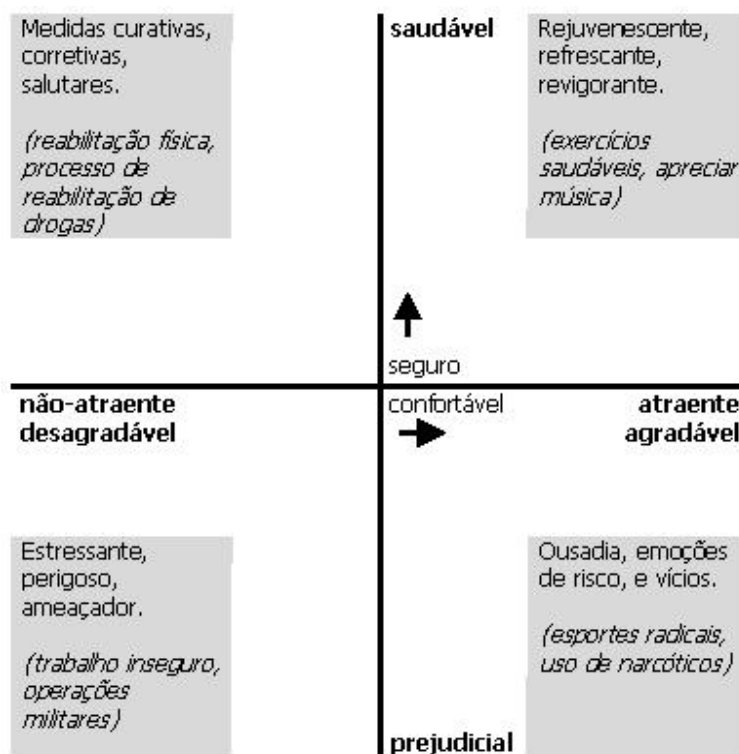 Medidas curativas,
corretivas,
salutares.
(reabilitação física,
processo de
reabilitação de
drogas)
saudável
Rejuvenescente,
refrescante,
revigorante.
(exercícios
saudáveis, apreciar
música)
seguro
não-atraente
desagradável
confortável
atraente
agradável
Estressante,
perigoso,
ameaçador.
(trabalho inseguro,
operações
militares)
Ousadia, emoções
de risco, e vícios.
(esportes radicais,
uso de narcóticos)
prejudicial